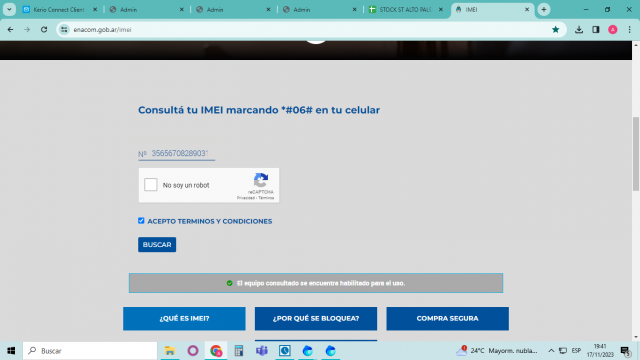 Kerio Connect Client
Admin
Admin
Admin
STOCK ST ALTO PALE
IMEI
enacom.gob.ar/imei
A
Consultá tu IMEI marcando *#06# en tu celular
Nº 35656708289031
No soy un robot
reCAPTCHA
Privacidad - Términos
ACEPTO TERMINOS Y CONDICIONES
BUSCAR
El equipo consultado se encuentra habilitado para el uso.
¿QUÉ ES IMEI?
¿POR QUÉ SE BLOQUEA?
COMPRA SEGURA
Buscar
24°C Mayorm. nubla...
ESP
19:41
17/11/2023